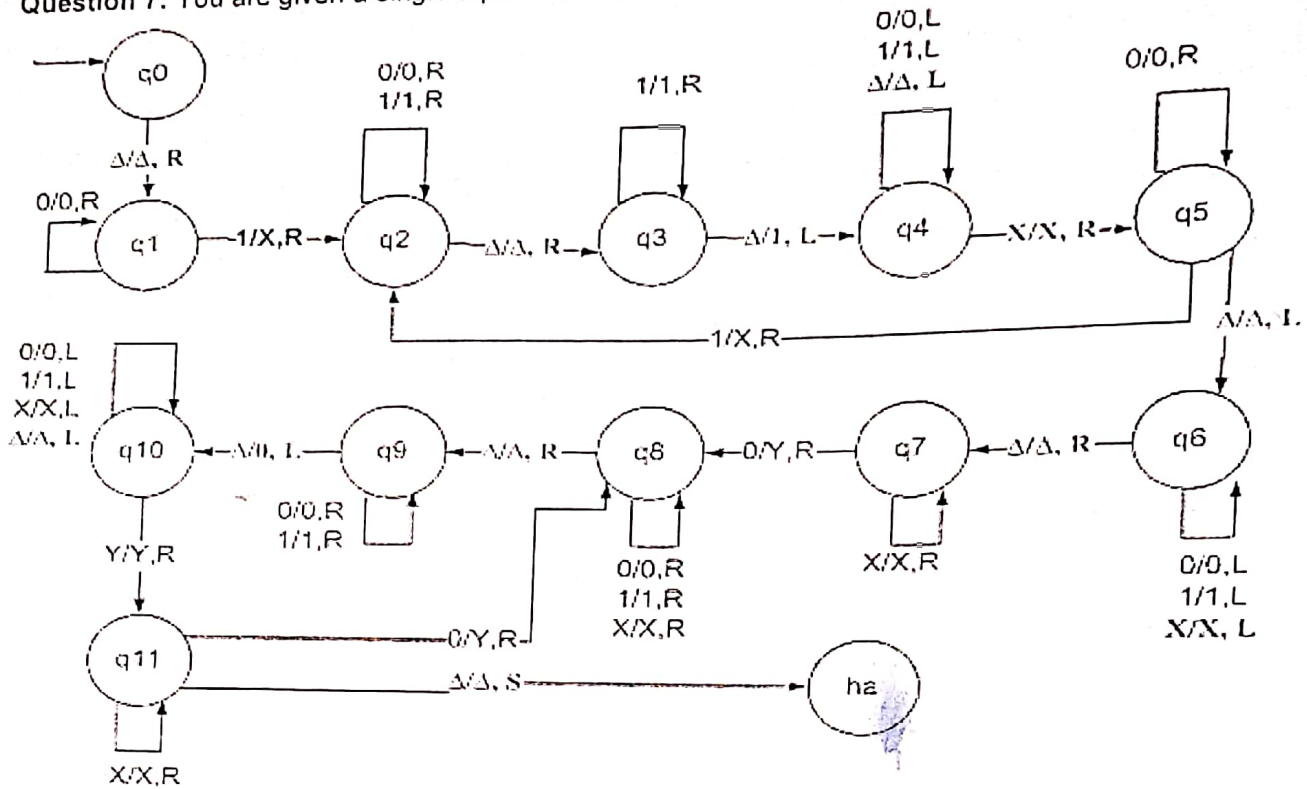 Question 7. You are given a single
q0
Δ/Δ, R
0/0,R
q1
1/X,R
0/0,R
1/1,R
q2
Δ/Δ, R
1/1,R
q3
Δ/1, L
0/0,L
1/1,L
Δ/Δ, L
q4
X/X, R
0/0,R
q5
1/X,R
Δ/Δ, L
q6
0/0,L
1/1,L
X/X, L
Δ/Δ, R
q7
X/X,R
0/Y,R
q8
0/0,R
1/1,R
X/X,R
Δ/Δ, R
q9
0/0,R
1/1,R
Δ/0, L
q10
0/0,L
1/1,L
X/X,L
Δ/Δ, L
Y/Y,R
q11
X/X,R
0/Y,R
Δ/Δ, S
ha